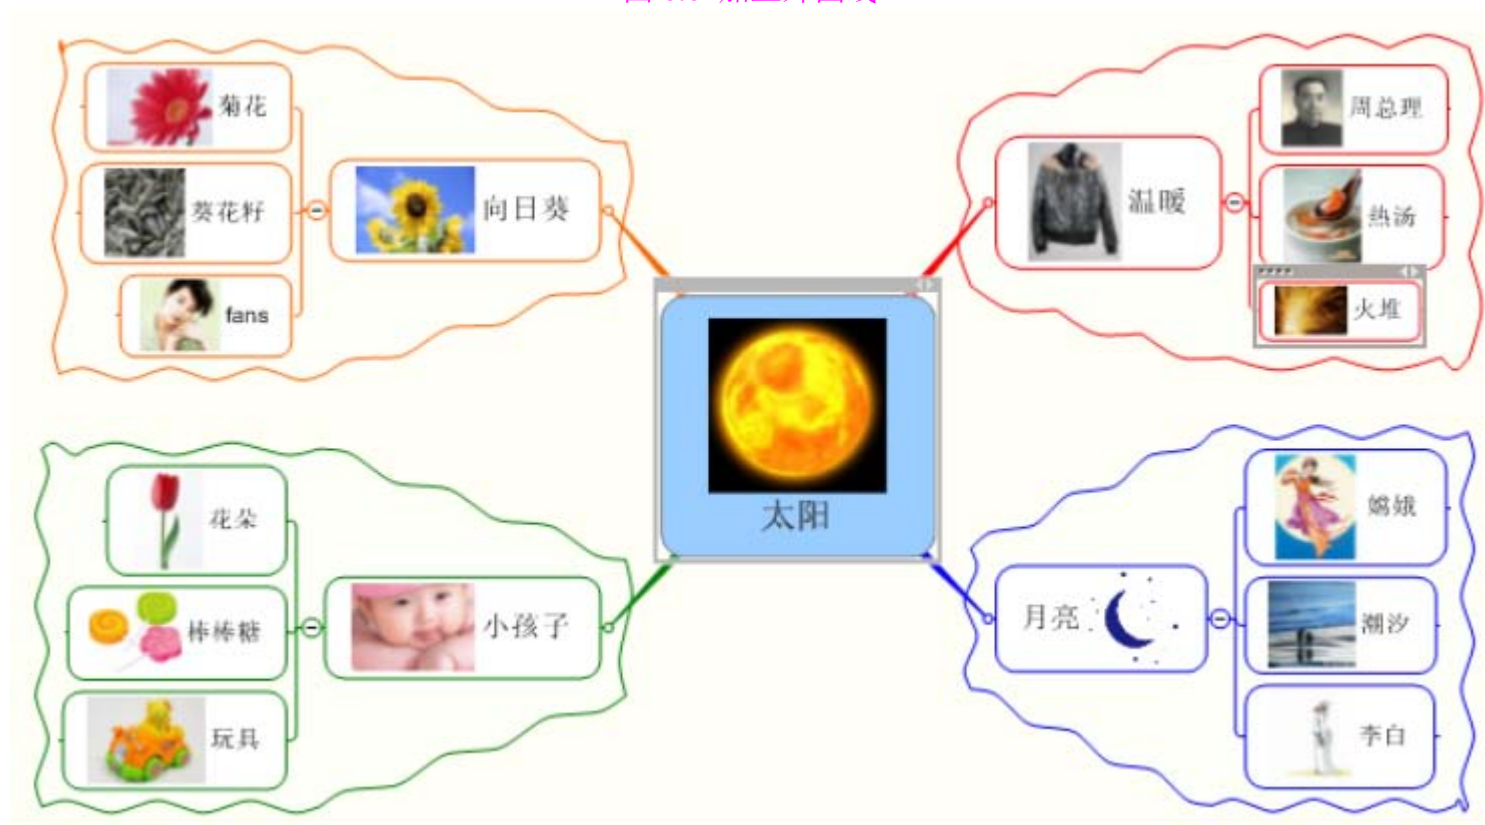 菊花
葵花籽
fans
向日葵
温暖
周总理
热汤
火堆
太阳
花朵
棒棒糖
玩具
小孩子
月亮
嫦娥
潮汐
李白